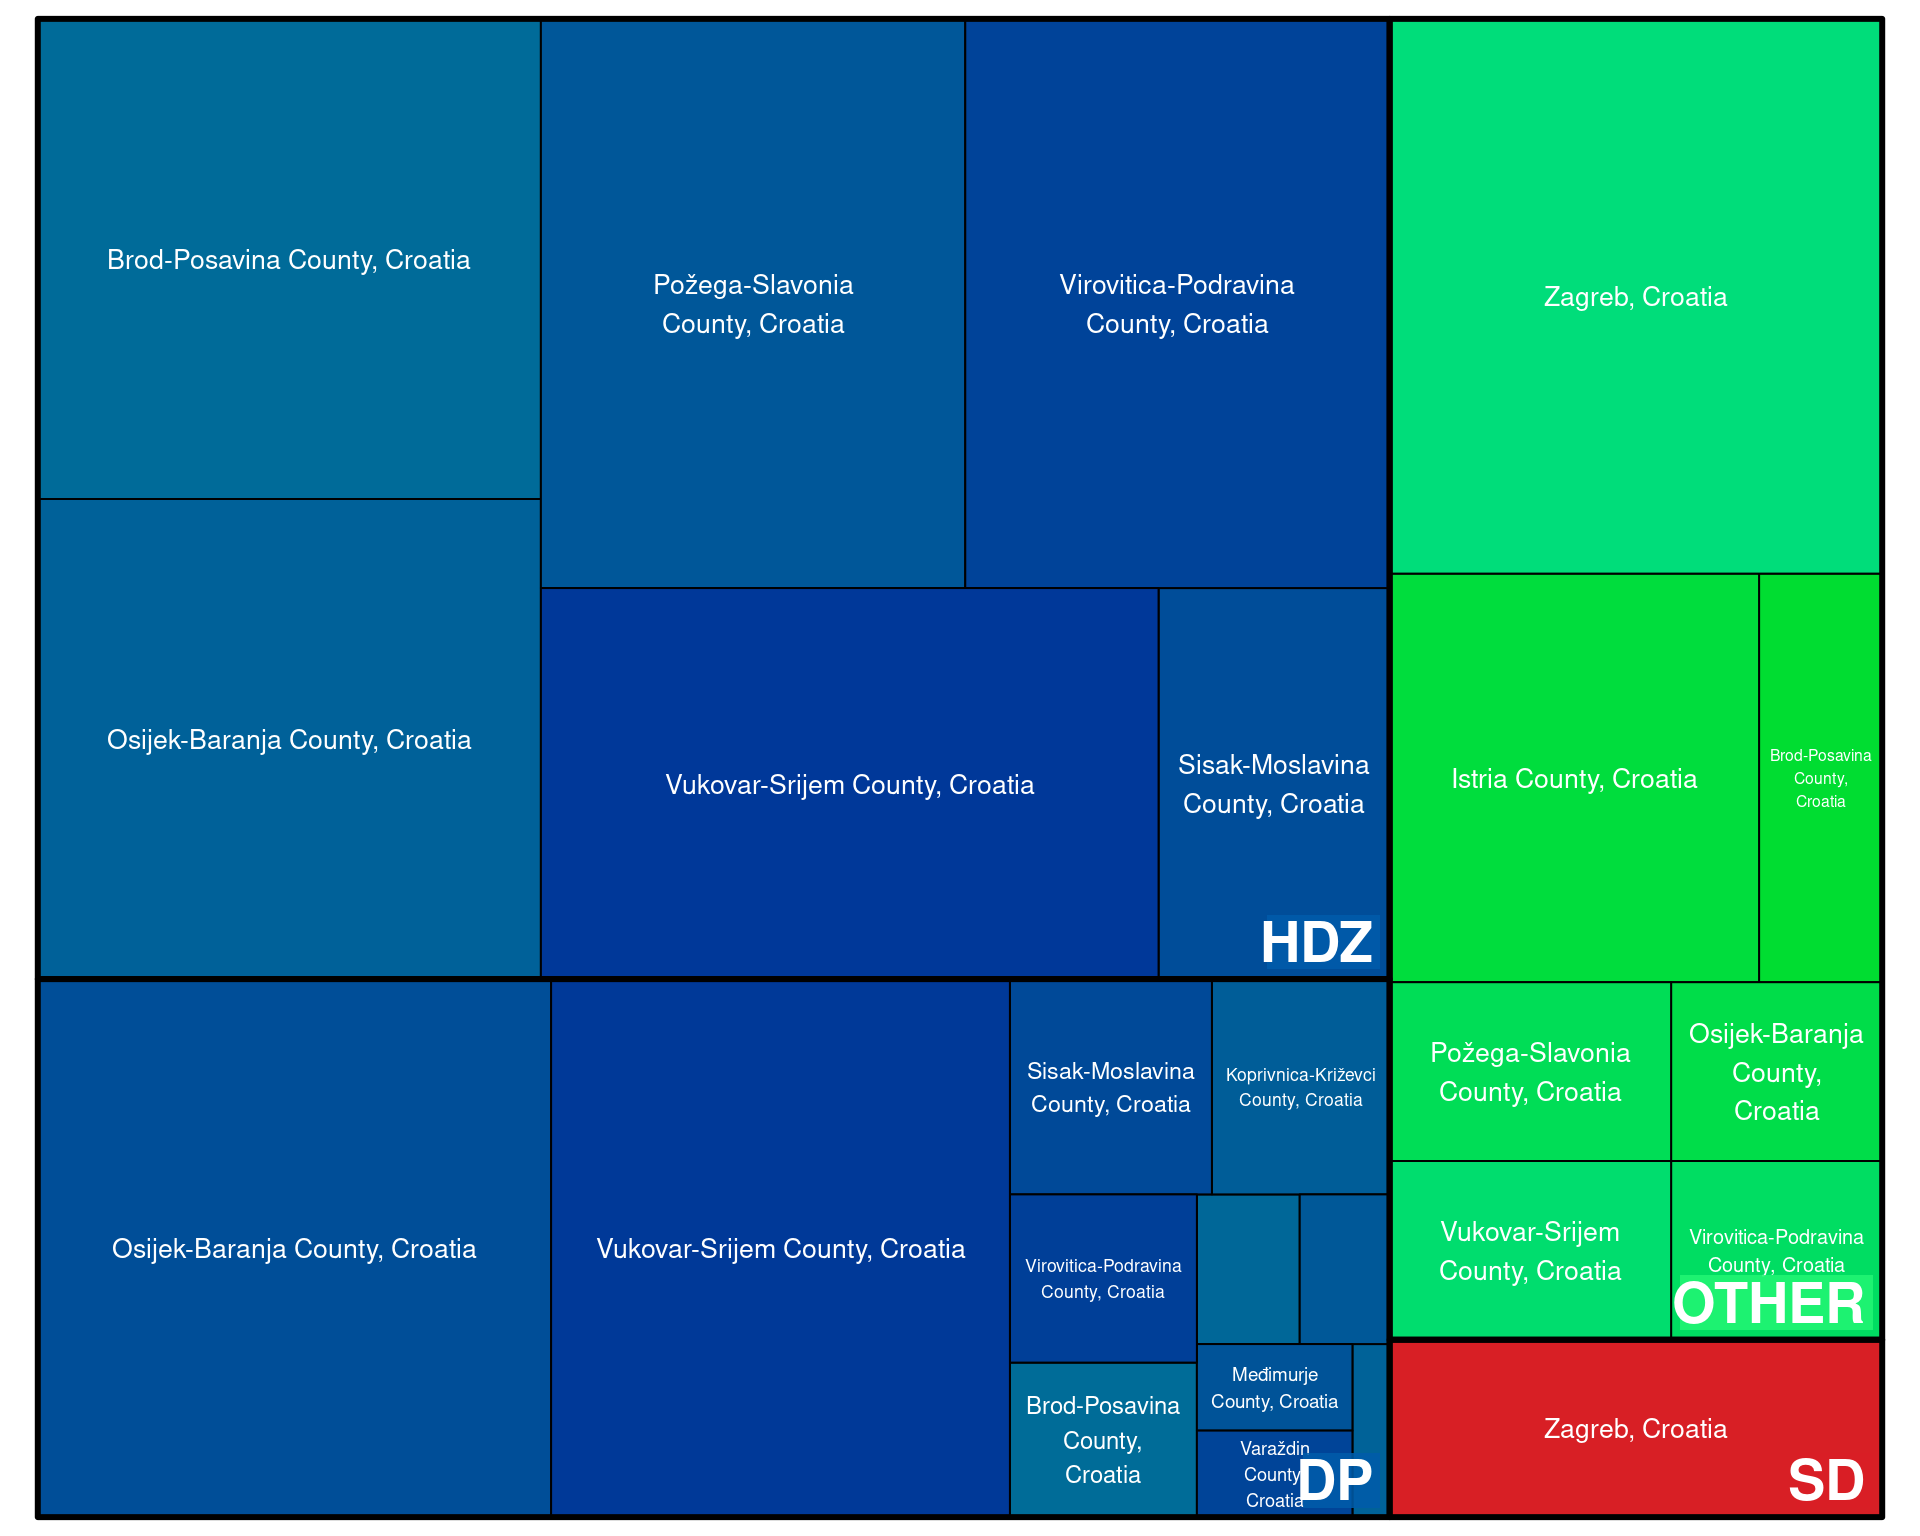 Brod-Posavina County, Croatia
Požega-Slavonia
County, Croatia
Virovitica-Podravina
County, Croatia
Osijek-Baranja County, Croatia
Vukovar-Srijem County, Croatia
Sisak-Moslavina
County, Croatia
HDZ
Zagreb, Croatia
Istria County, Croatia
Brod-Posavina
County,
Croatia
Požega-Slavonia
County, Croatia
Osijek-Baranja
County,
Croatia
Vukovar-Srijem
County, Croatia
Virovitica-Podravina
County, Croatia
OTHER
Osijek-Baranja County, Croatia
Vukovar-Srijem County, Croatia
Sisak-Moslavina
County, Croatia
Koprivnica-Križevci
County, Croatia
Virovitica-Podravina
County, Croatia
Brod-Posavina
County,
Croatia
Međimurje
County, Croatia
Varaždin
County
Croatia
DP
Zagreb, Croatia
SD